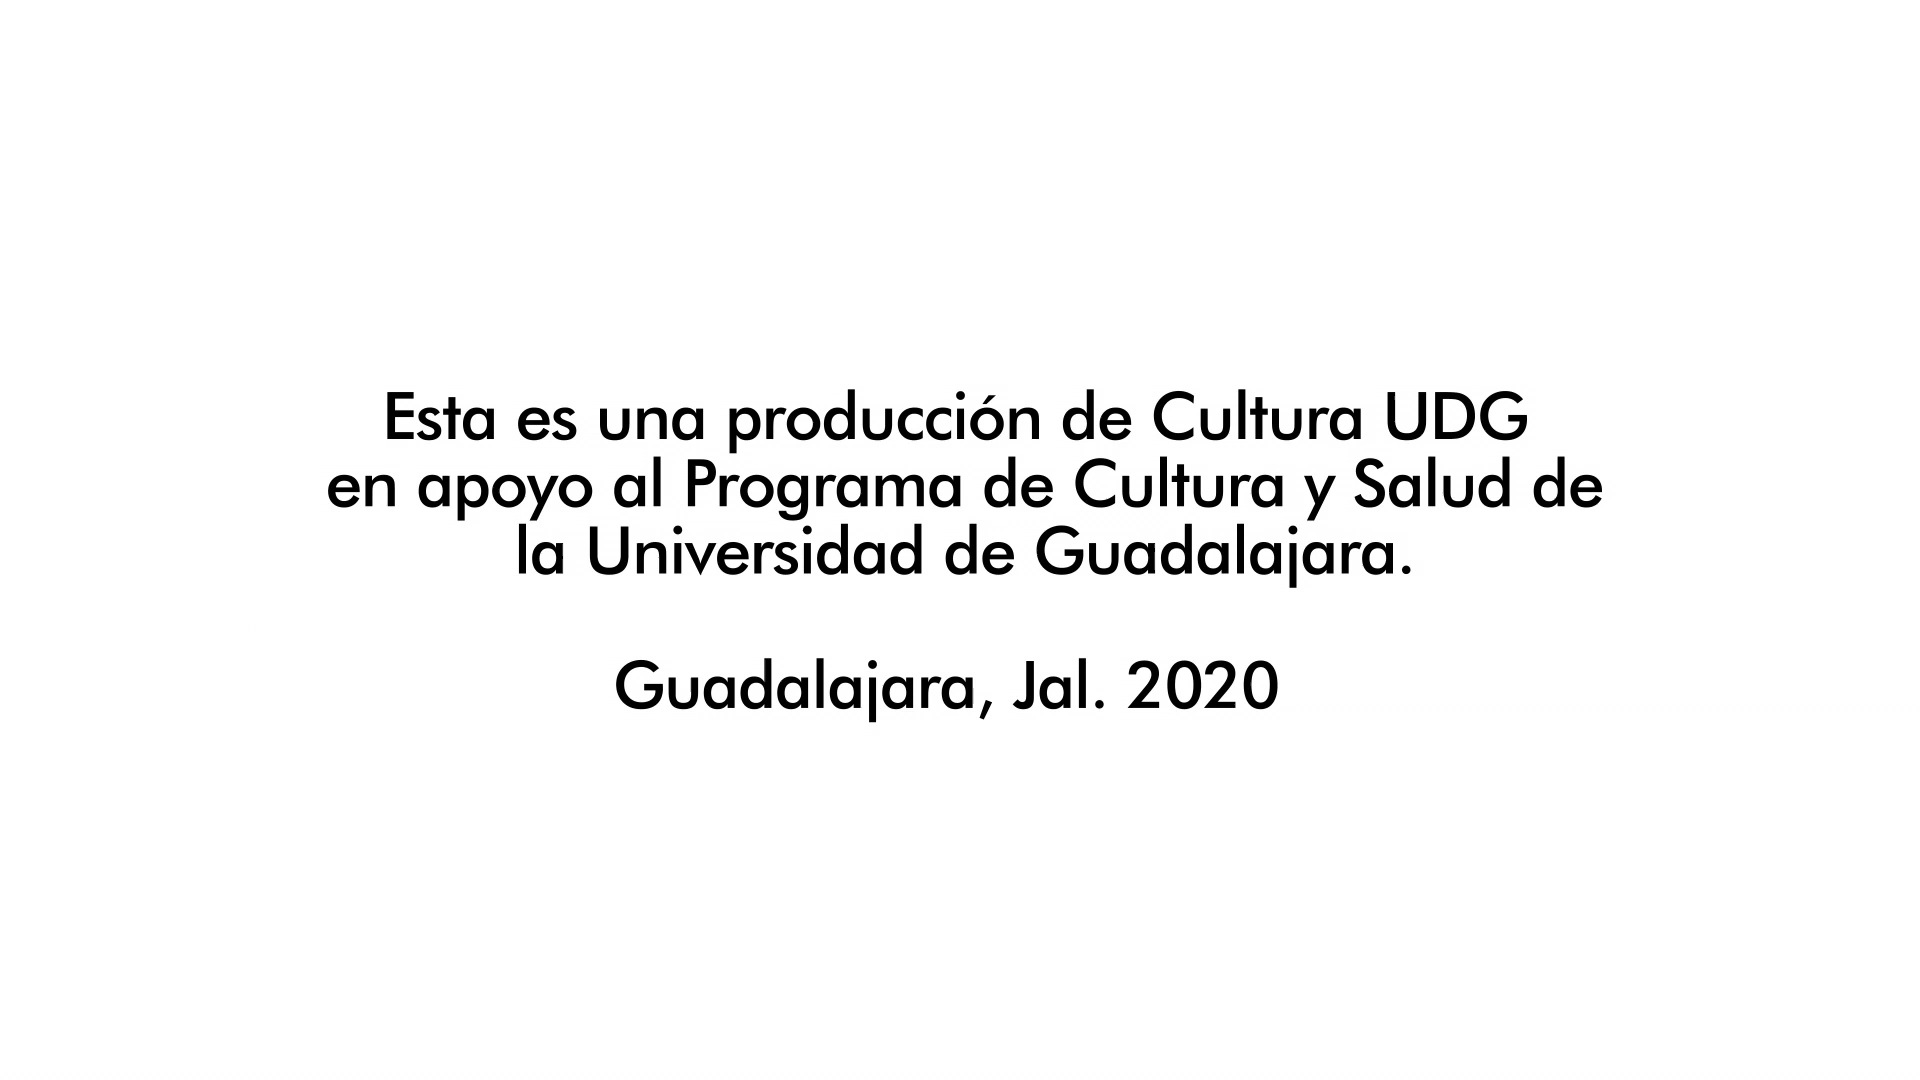 Esta es una producción de Cultura UDG
en apoyo al Programa de Cultura y Salud de
la Universidad de Guadalajara.
Guadalajara, Jal. 2020